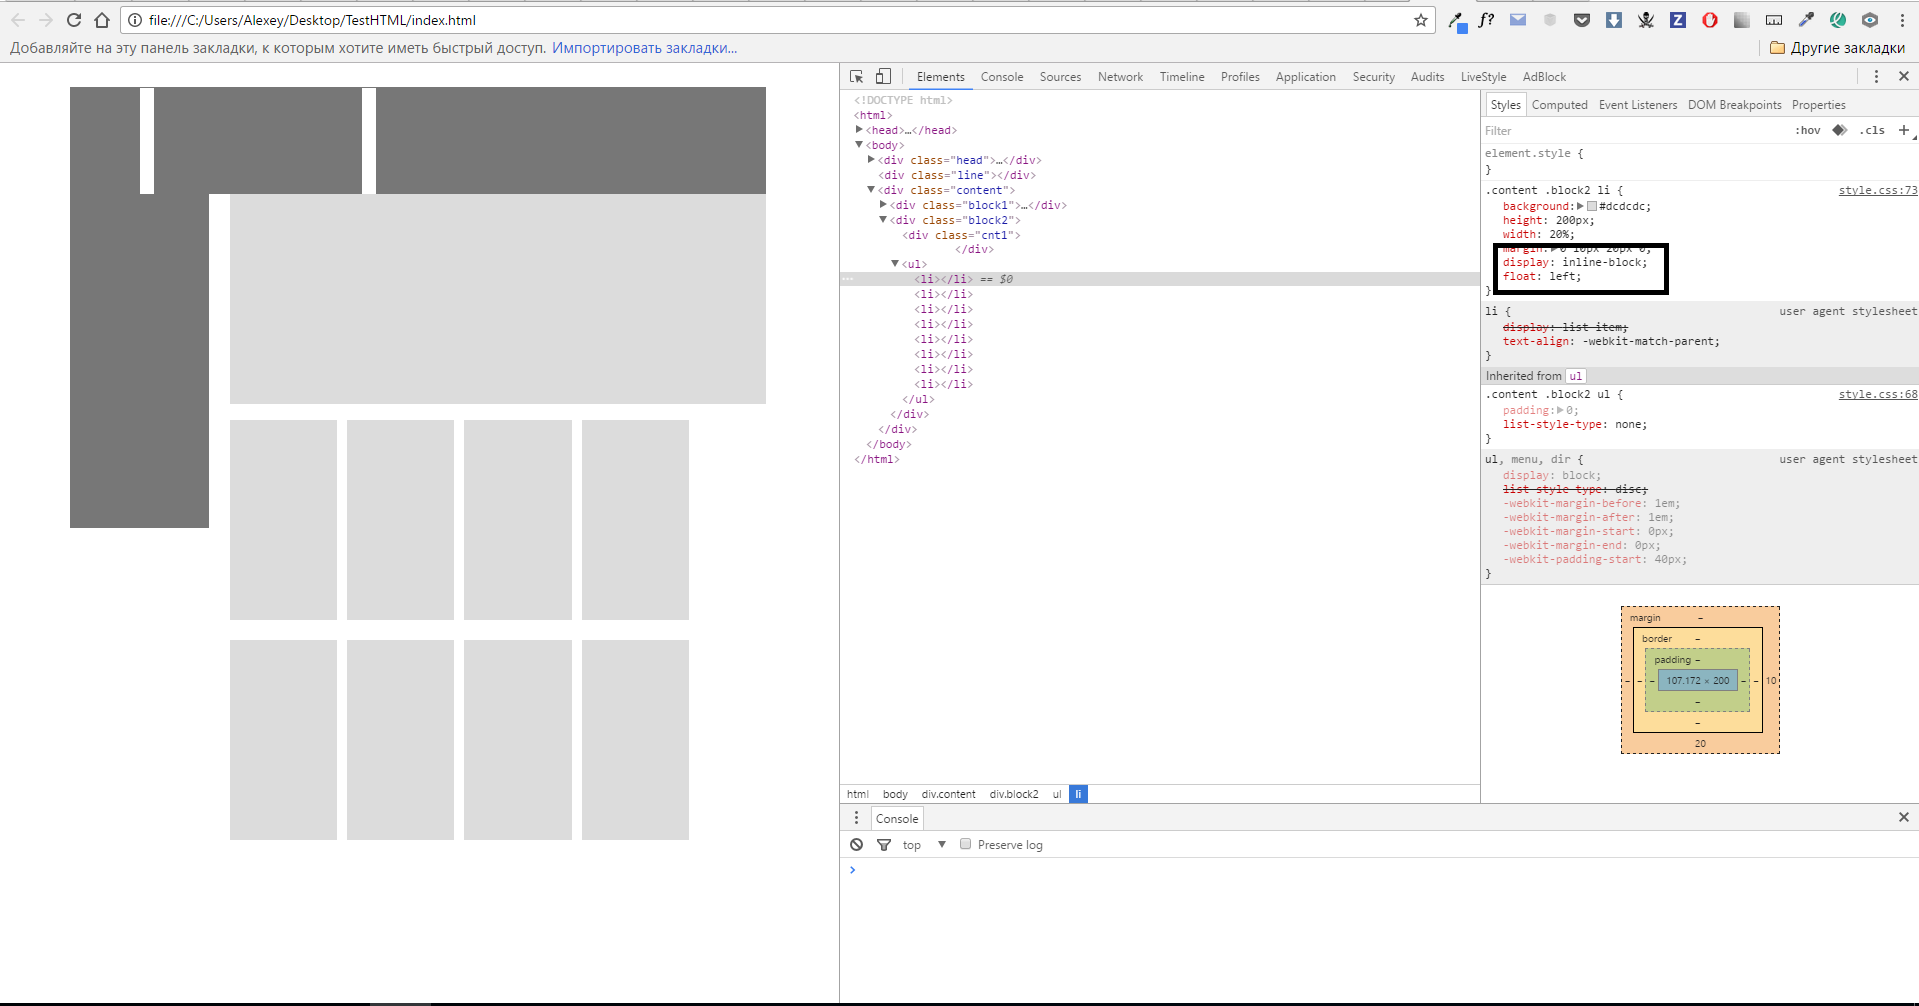 file:///C:/Users/Alexey/Desktop/TestHTML/index.html
f?
Z
Добавляйте на эту панель закладки, к которым хотите иметь быстрый доступ. Импортировать закладки...
Другие закладки
Elements Console Sources Network Timeline Profiles Application Security Audits LiveStyle AdBlock
<!DOCTYPE html>
<html>
<head>…</head>
<body>
<div class="head">…</div>
<div class="line"></div>
<div class="content">
<div class="block1">…</div>
<div class="block2">
<div class="cnt1">
</div>
<ul>
<li></li> == $0
<li></li>
<li></li>
<li></li>
<li></li>
<li></li>
<li></li>
<li></li>
</ul>
</div>
</div>
</body>
</html>
html body div.content div.block2 ul li
Styles Computed Event Listeners DOM Breakpoints Properties
Filter :hov .cls +
element.style {
}
.content .block2 li { style.css:73
background: #dcdcdc;
height: 200px;
width: 20%;
margin: 0 10px 20px 0;
display: inline-block;
float: left;
}
li { user agent stylesheet
display: list-item;
text-align: -webkit-match-parent;
}
Inherited from ul
.content .block2 ul { style.css:68
padding: 0;
list-style-type: none;
}
ul, menu, dir { user agent stylesheet
display: block;
list-style-type: disc;
-webkit-margin-before: 1em;
-webkit-margin-after: 1em;
-webkit-margin-start: 0px;
-webkit-margin-end: 0px;
-webkit-padding-start: 40px;
}
margin –
border –
padding –
– – – 107.172 × 200 – – 10
–
–
20
Console
top Preserve log